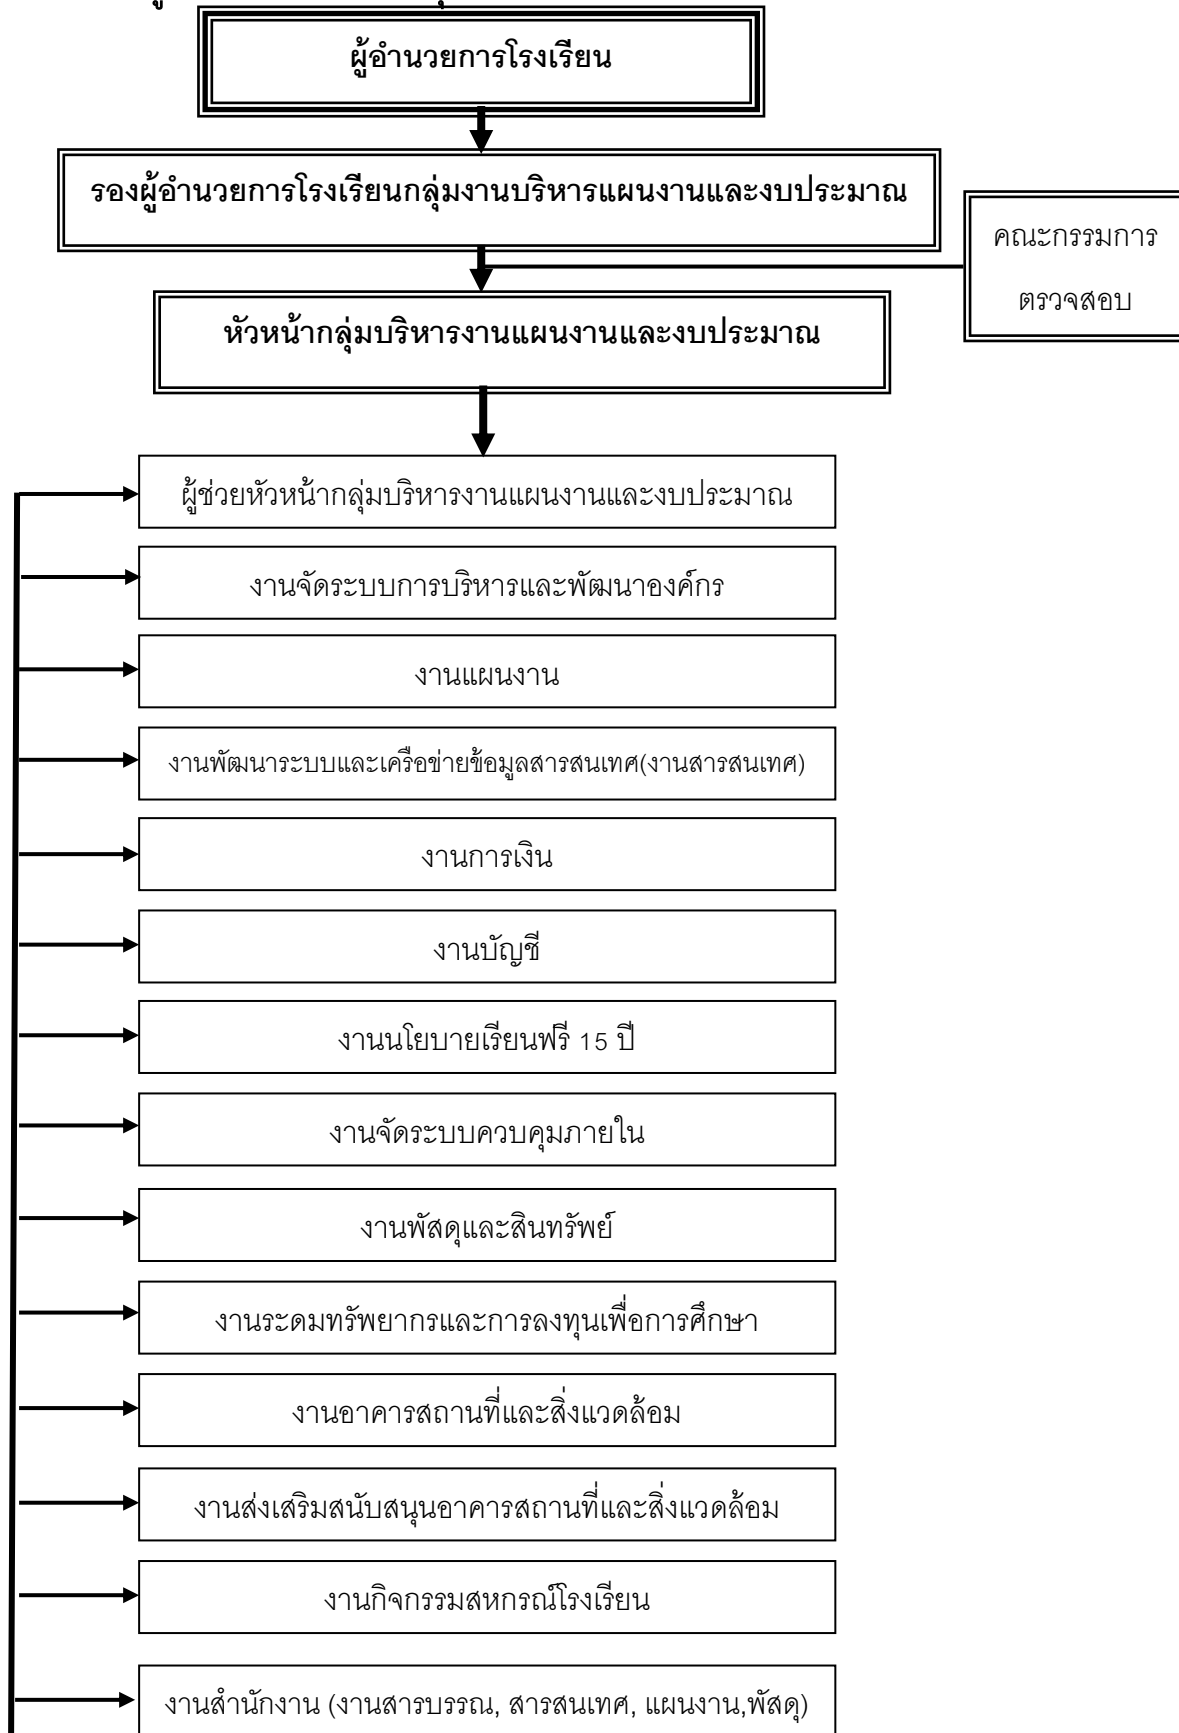 ผู้อำนวยการโรงเรียน
รองผู้อำนวยการโรงเรียนกลุ่มงานบริหารแผนงานและงบประมาณ
คณะกรรมการ
ตรวจสอบ
หัวหน้ากลุ่มบริหารงานแผนงานและงบประมาณ
ผู้ช่วยหัวหน้ากลุ่มบริหารงานแผนงานและงบประมาณ
งานจัดระบบการบริหารและพัฒนาองค์กร
งานแผนงาน
งานพัฒนาระบบและเครือข่ายข้อมูลสารสนเทศ(งานสารสนเทศ)
งานการเงิน
งานบัญชี
งานนโยบายเรียนฟรี 15 ปี
งานจัดระบบควบคุมภายใน
งานพัสดุและสินทรัพย์
งานระดมทรัพยากรและการลงทุนเพื่อการศึกษา
งานอาคารสถานที่และสิ่งแวดล้อม
งานส่งเสริมสนับสนุนอาคารสถานที่และสิ่งแวดล้อม
งานกิจกรรมสหกรณ์โรงเรียน
งานสำนักงาน (งานสารบรรณ, สารสนเทศ, แผนงาน,พัสดุ)